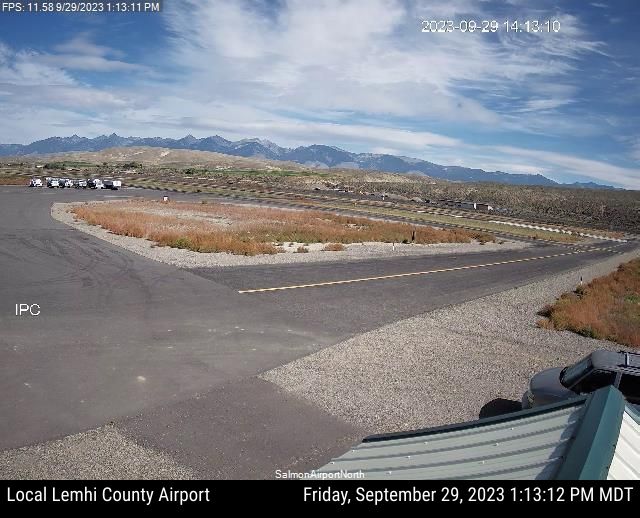 FPS: 11.58 9/29/2023 1:13:11 PM
2023-09-29 14:13:10
IPC
SalmonAirportNorth
Local Lemhi County Airport Friday, September 29, 2023 1:13:12 PM MDT